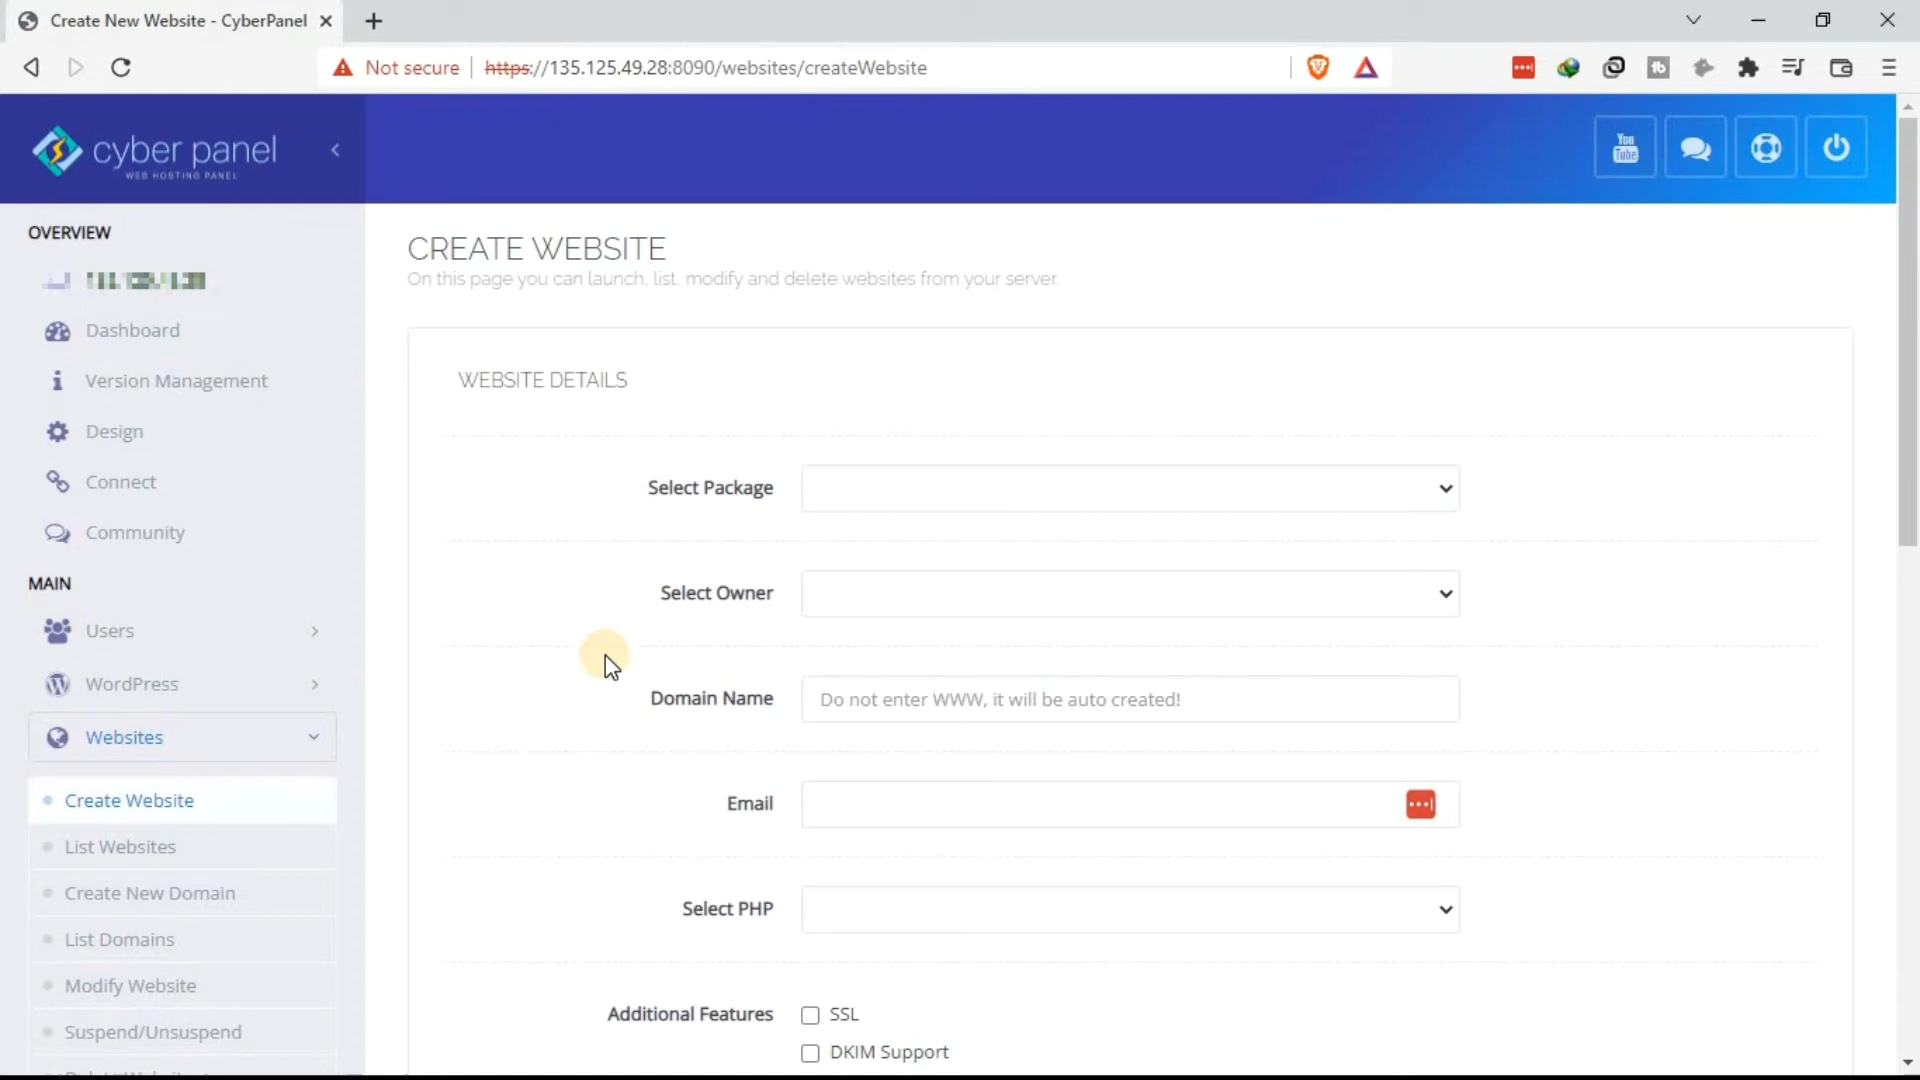 Create New Website - CyberPanel
Not secure
https://135.125.49.28:8090/websites/createWebsite
cyber panel
WEB HOSTING PANEL
You
Tube
OVERVIEW
Dashboard
Version Management
Design
Connect
Community
MAIN
Users
WordPress
Websites
Create Website
List Websites
Create New Domain
List Domains
Modify Website
Suspend/Unsuspend
CREATE WEBSITE
On this page you can launch, list, modify and delete websites from your server.
WEBSITE DETAILS
Select Package
Select Owner
Domain Name
Do not enter WWW, it will be auto created!
Email
Select PHP
Additional Features
SSL
DKIM Support